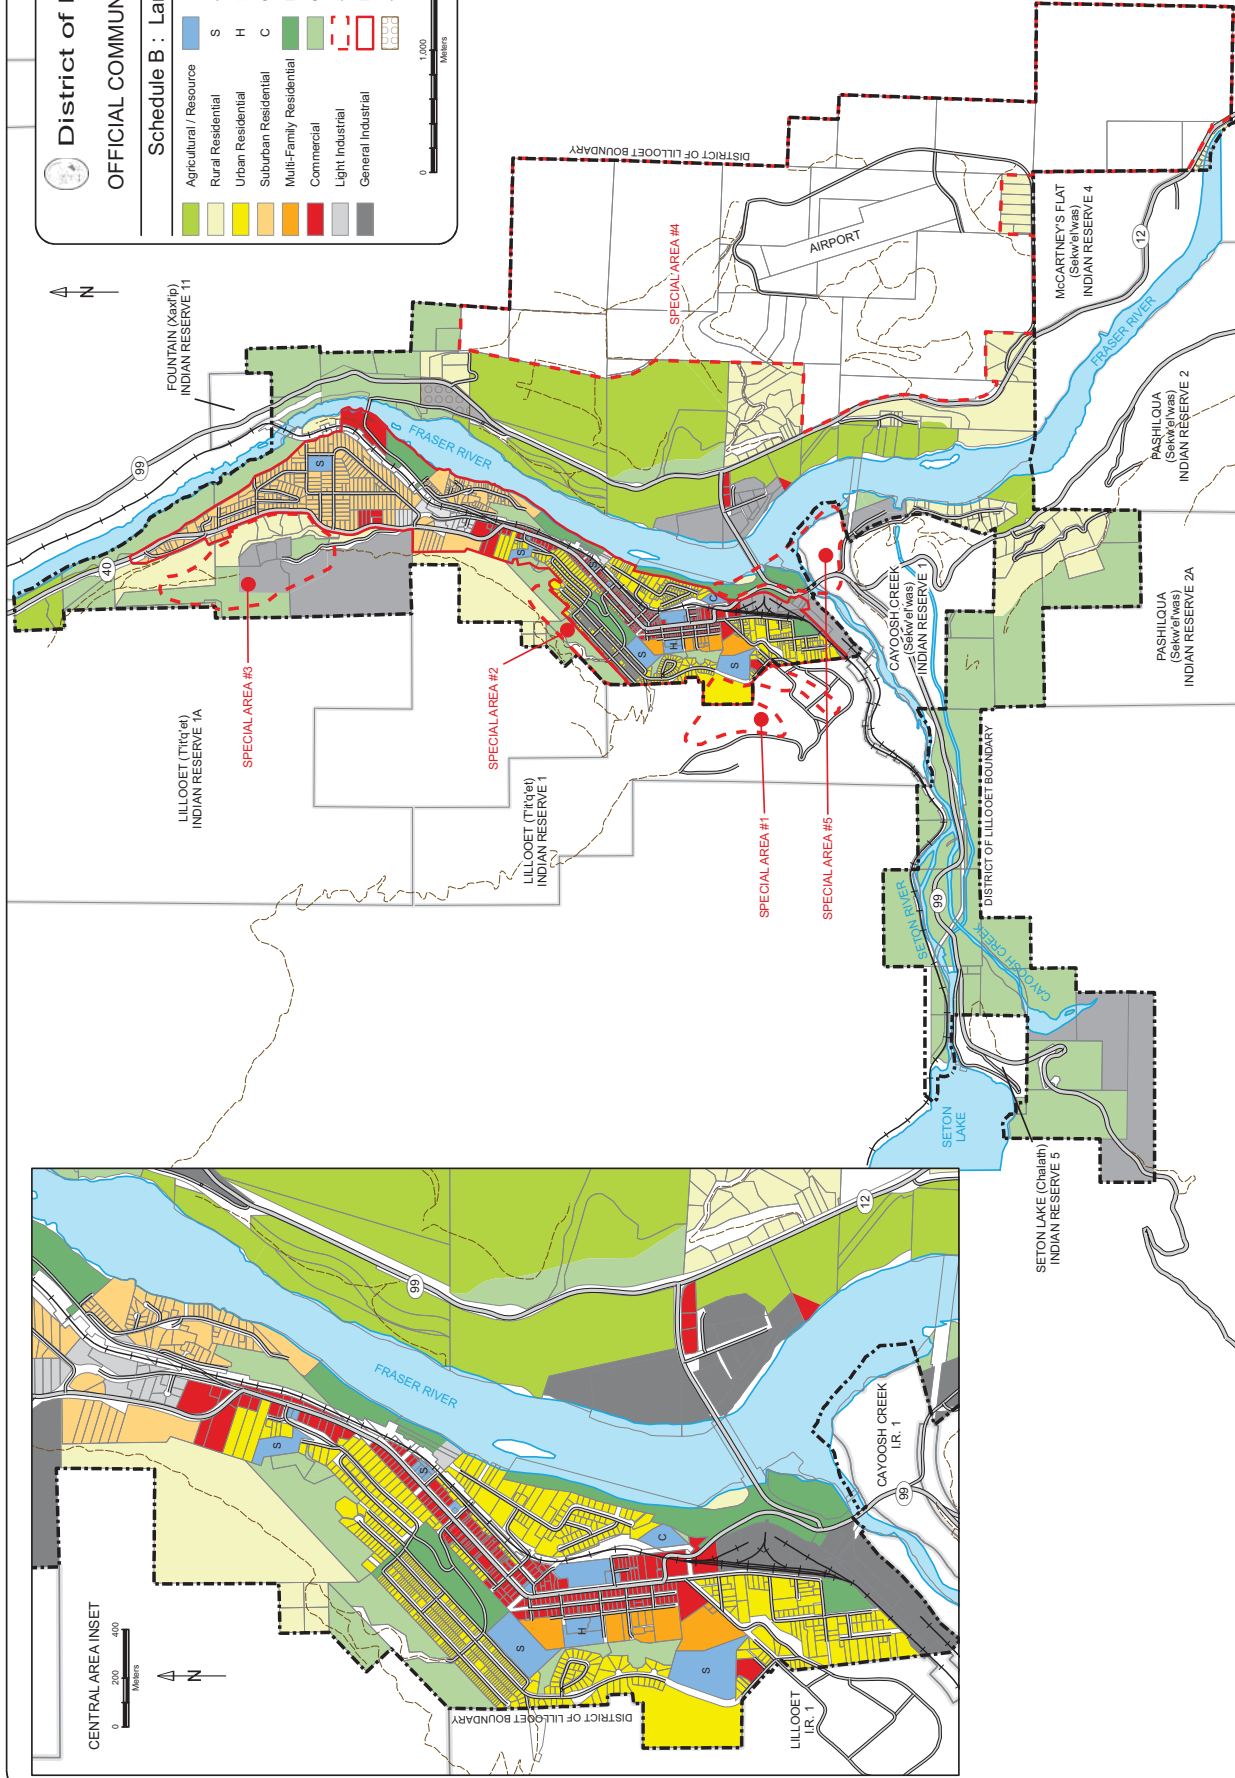 District of
OFFICIAL COMMUN
Schedule B :
Agricultural / Resource
Rural Residential
S
Urban Residential
H
Suburban Residential
C
Multi-Family Residential
Commercial
Light Industrial
General Industrial
0
1,000
Meters
N
FOUNTAIN (Xaxl'ip)
INDIAN RESERVE 11
99
40
S
FRASER RIVER
DISTRICT OF LILLOOET BOUNDARY
SPECIAL AREA #4
AIRPORT
McCARTNEY'S FLAT
(Sekw'el'was)
INDIAN RESERVE 4
12
FRASER RIVER
PASHILQUA
(Sekw'el'was)
INDIAN RESERVE 2
PASHILQUA
(Sekw'el'was)
INDIAN RESERVE 2A
CAYOOSH CREEK
(Sekw'el'was)
INDIAN RESERVE 1
S
S
H
S
C
SPECIAL AREA #3
LILLOOET (T'it'q'et)
INDIAN RESERVE 1A
SPECIAL AREA #2
LILLOOET (T'it'q'et)
INDIAN RESERVE 1
SPECIAL AREA #1
SPECIAL AREA #5
DISTRICT OF LILLOOET BOUNDARY
SETON RIVER
99
CAYOOSH CREEK
SETON
LAKE
SETON LAKE (Chalath)
INDIAN RESERVE 5
CENTRAL AREA INSET
0
200
400
Meters
N
FRASER RIVER
99
12
S
S
S
H
C
S
CAYOOSH CREEK
I.R. 1
99
LILLOOET
I.R. 1
DISTRICT OF LILLOOET BOUNDARY